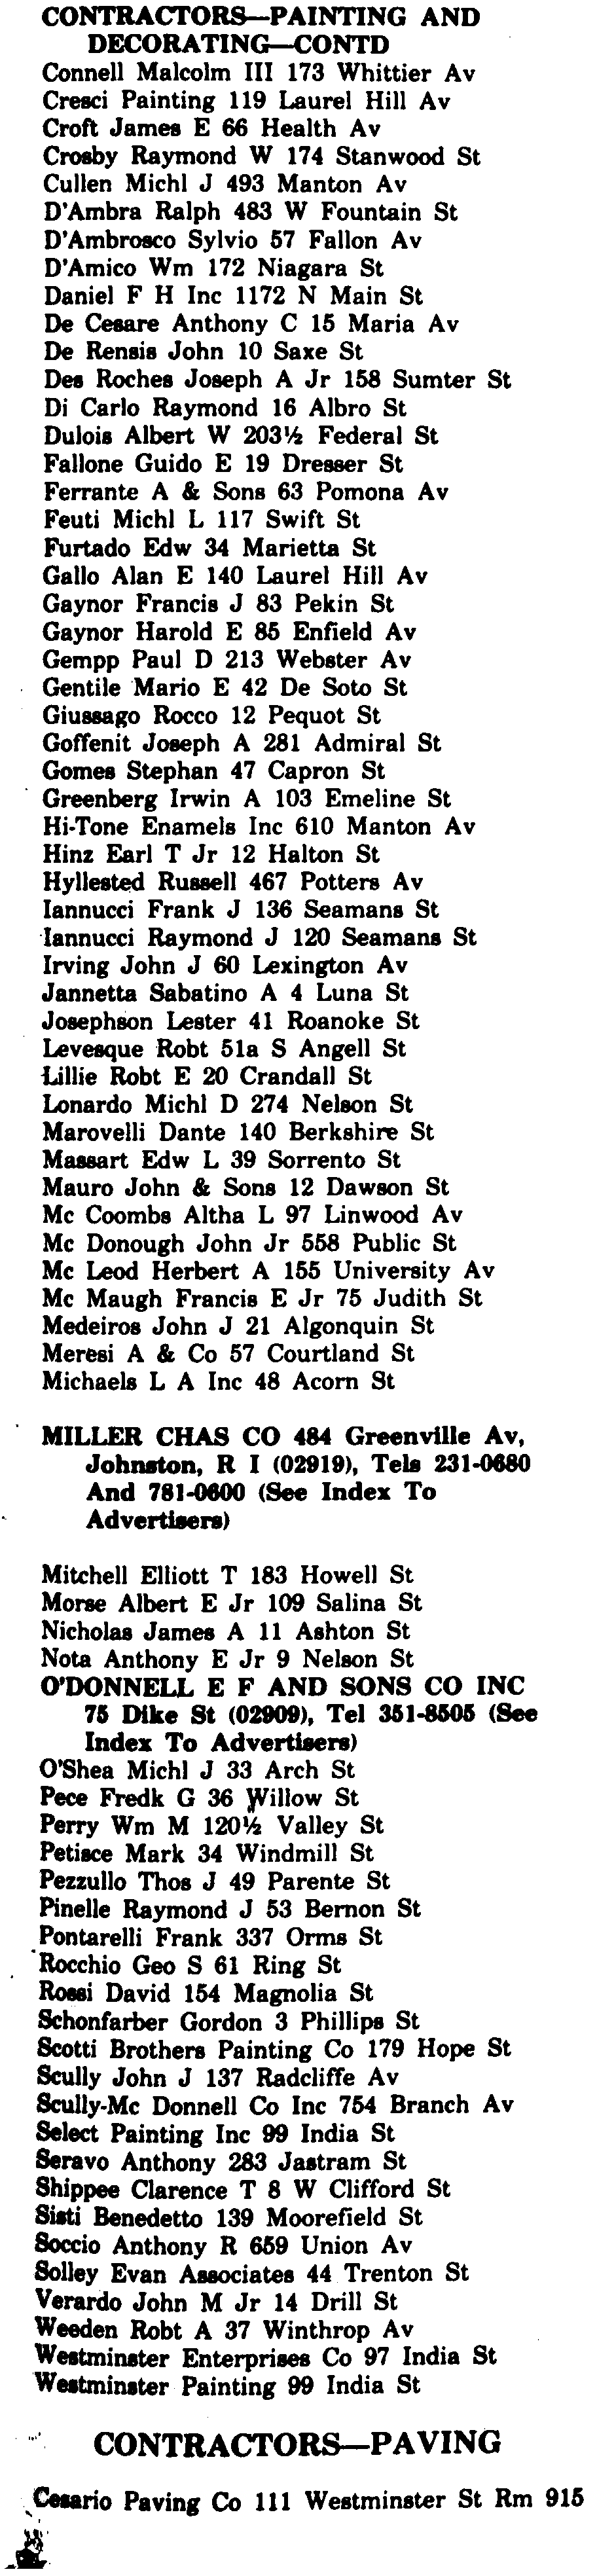 CONTRACTORS—PAINTING AND
DECORATING—CONTD
Connell Malcolm III 173 Whittier Av
Cresci Painting 119 Laurel Hill Av
Croft James E 66 Health Av
Crosby Raymond W 174 Stanwood St
Cullen Michl J 493 Manton Av
D'Ambra Ralph 483 W Fountain St
D'Ambrosco Sylvio 57 Fallon Av
D'Amico Wm 172 Niagara St
Daniel F H Inc 1172 N Main St
De Cesare Anthony C 15 Maria Av
De Rensis John 10 Saxe St
Des Roches Joseph A Jr 158 Sumter St
Di Carlo Raymond 16 Albro St
Dulois Albert W 203½ Federal St
Fallone Guido E 19 Dresser St
Ferrante A & Sons 63 Pomona Av
Feuti Michl L 117 Swift St
Furtado Edw 34 Marietta St
Gallo Alan E 140 Laurel Hill Av
Gaynor Francis J 83 Pekin St
Gaynor Harold E 85 Enfield Av
Gempp Paul D 213 Webster Av
Gentile Mario E 42 De Soto St
Giussago Rocco 12 Pequot St
Goffenit Joseph A 281 Admiral St
Gomes Stephan 47 Capron St
Greenberg Irwin A 103 Emeline St
Hi-Tone Enamels Inc 610 Manton Av
Hinz Earl T Jr 12 Halton St
Hyllested Russell 467 Potters Av
Iannucci Frank J 136 Seamans St
Iannucci Raymond J 120 Seamans St
Irving John J 60 Lexington Av
Jannetta Sabatino A 4 Luna St
Josephson Lester 41 Roanoke St
Levesque Robt 51a S Angell St
Lillie Robt E 20 Crandall St
Lonardo Michl D 274 Nelson St
Marovelli Dante 140 Berkshire St
Massart Edw L 39 Sorrento St
Mauro John & Sons 12 Dawson St
Mc Coombs Altha L 97 Linwood Av
Mc Donough John Jr 558 Public St
Mc Leod Herbert A 155 University Av
Mc Maugh Francis E Jr 75 Judith St
Medeiros John J 21 Algonquin St
Meresi A & Co 57 Courtland St
Michaels L A Inc 48 Acorn St
MILLER CHAS CO 484 Greenville Av,
Johnston, R I (02919), Tels 231-0680
And 781-0600 (See Index To
Advertisers)
Mitchell Elliott T 183 Howell St
Morse Albert E Jr 109 Salina St
Nicholas James A 11 Ashton St
Nota Anthony E Jr 9 Nelson St
O'DONNELL E F AND SONS CO INC
75 Dike St (02909), Tel 351-8505 (See
Index To Advertisers)
O'Shea Michl J 33 Arch St
Pece Fredk G 36 Willow St
Perry Wm M 120½ Valley St
Petisce Mark 34 Windmill St
Pezzullo Thos J 49 Parente St
Pinelle Raymond J 53 Bernon St
Pontarelli Frank 337 Orms St
Rocchio Geo S 61 Ring St
Rossi David 154 Magnolia St
Schonfarber Gordon 3 Phillips St
Scotti Brothers Painting Co 179 Hope St
Scully John J 137 Radcliffe Av
Scully-Mc Donnell Co Inc 754 Branch Av
Select Painting Inc 99 India St
Seravo Anthony 283 Jastram St
Shippee Clarence T 8 W Clifford St
Sisti Benedetto 139 Moorefield St
Soccio Anthony R 659 Union Av
Solley Evan Associates 44 Trenton St
Verardo John M Jr 14 Drill St
Weeden Robt A 37 Winthrop Av
Westminster Enterprises Co 97 India St
Westminster Painting 99 India St
CONTRACTORS—PAVING
Cesario Paving Co 111 Westminster St Rm 915